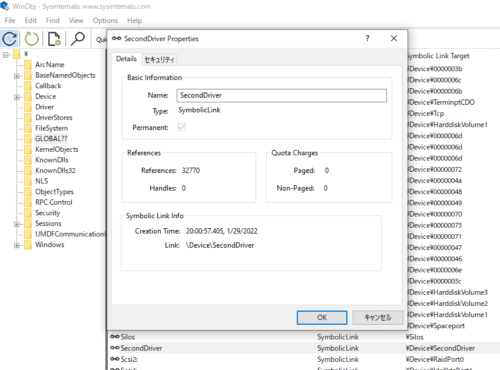 WinObj - Sysinternals: www.sysinternals.com
File Edit Find View Options Help
Quic
SecondDriver Properties
Details セキュリティ
Basic Information
Name: SecondDriver
Type: SymbolicLink
Permanent:
References
References: 32770
Handles: 0
Quota Charges
Paged: 0
Non-Paged: 0
Symbolic Link Info
Creation Time: 20:00:57.405, 1/29/2022
Link: \Device\SecondDriver
OK キャンセル
¥
ArcName
BaseNamedObjects
Callback
Device
Driver
DriverStores
FileSystem
GLOBAL??
KernelObjects
KnownDlls
KnownDlls32
NLS
ObjectTypes
RPC Control
Security
Sessions
UMDFCommunication
Windows
Symbolic Link Target
¥Device¥0000003b
¥Device¥0000006c
¥Device¥0000006b
¥Device¥TermInptCDO
¥Device¥Tcp
¥Device¥HarddiskVolume1
¥Device¥0000006d
¥Device¥0000006d
¥Device¥0000006d
¥Device¥00000072
¥Device¥0000004a
¥Device¥00000048
¥Device¥00000049
¥Device¥00000070
¥Device¥00000073
¥Device¥00000071
¥Device¥00000047
¥Device¥00000046
¥Device¥0000006e
¥Device¥0000003c
¥Device¥HarddiskVolume3
¥Device¥HarddiskVolume2
¥Device¥HarddiskVolume1
¥Device¥Spaceport
Silos SymbolicLink ¥Silos
SecondDriver SymbolicLink ¥Device¥SecondDriver
Scsi2: SymbolicLink ¥Device¥RaidPort0